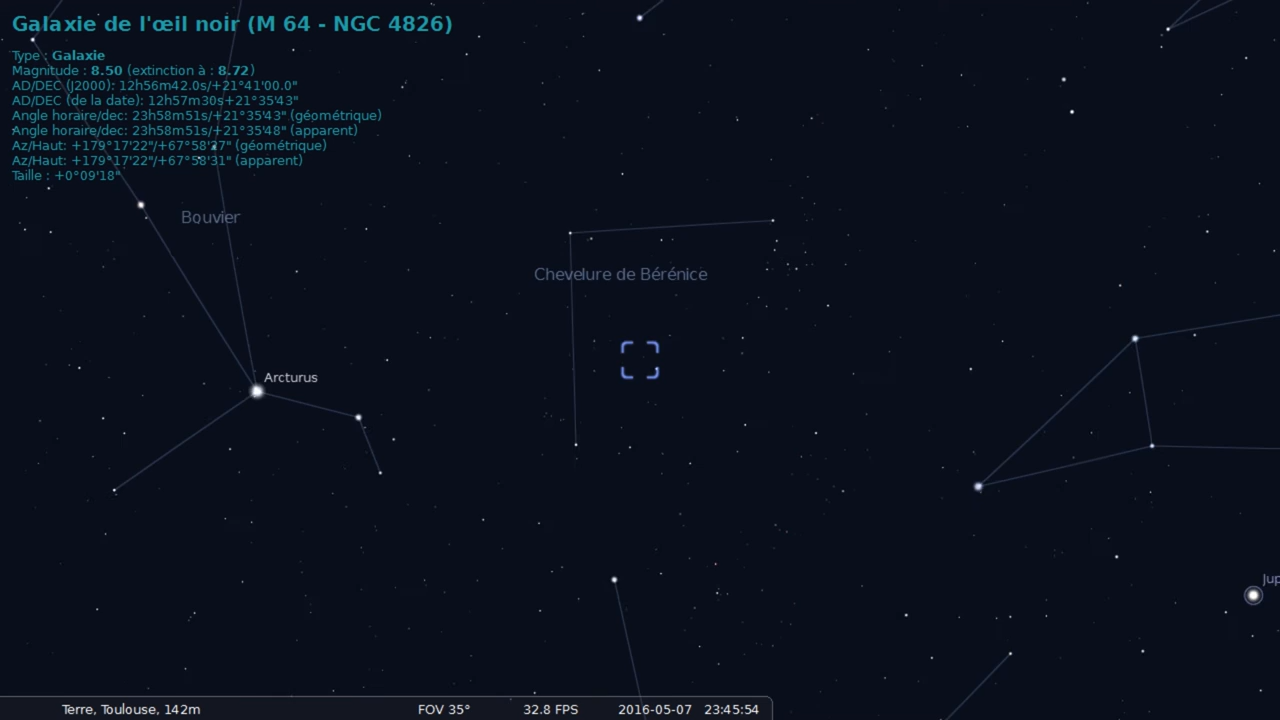 Galaxie de l'œil noir (M 64 - NGC 4826)
Type : Galaxie
Magnitude : 8.50 (extinction à : 8.72)
AD/DEC (J2000): 12h56m42.0s/+21°41'00.0"
AD/DEC (de la date): 12h57m30s+21°35'43"
Angle horaire/dec: 23h58m51s/+21°35'43" (géométrique)
Angle horaire/dec: 23h58m51s/+21°35'48" (apparent)
Az/Haut: +179°17'22"/+67°58'27" (géométrique)
Az/Haut: +179°17'22"/+67°58'31" (apparent)
Taille : +0°09'18"
Bouvier
Chevelure de Bérénice
Arcturus
Jup
Terre, Toulouse, 142m FOV 35° 32.8 FPS 2016-05-07 23:45:54